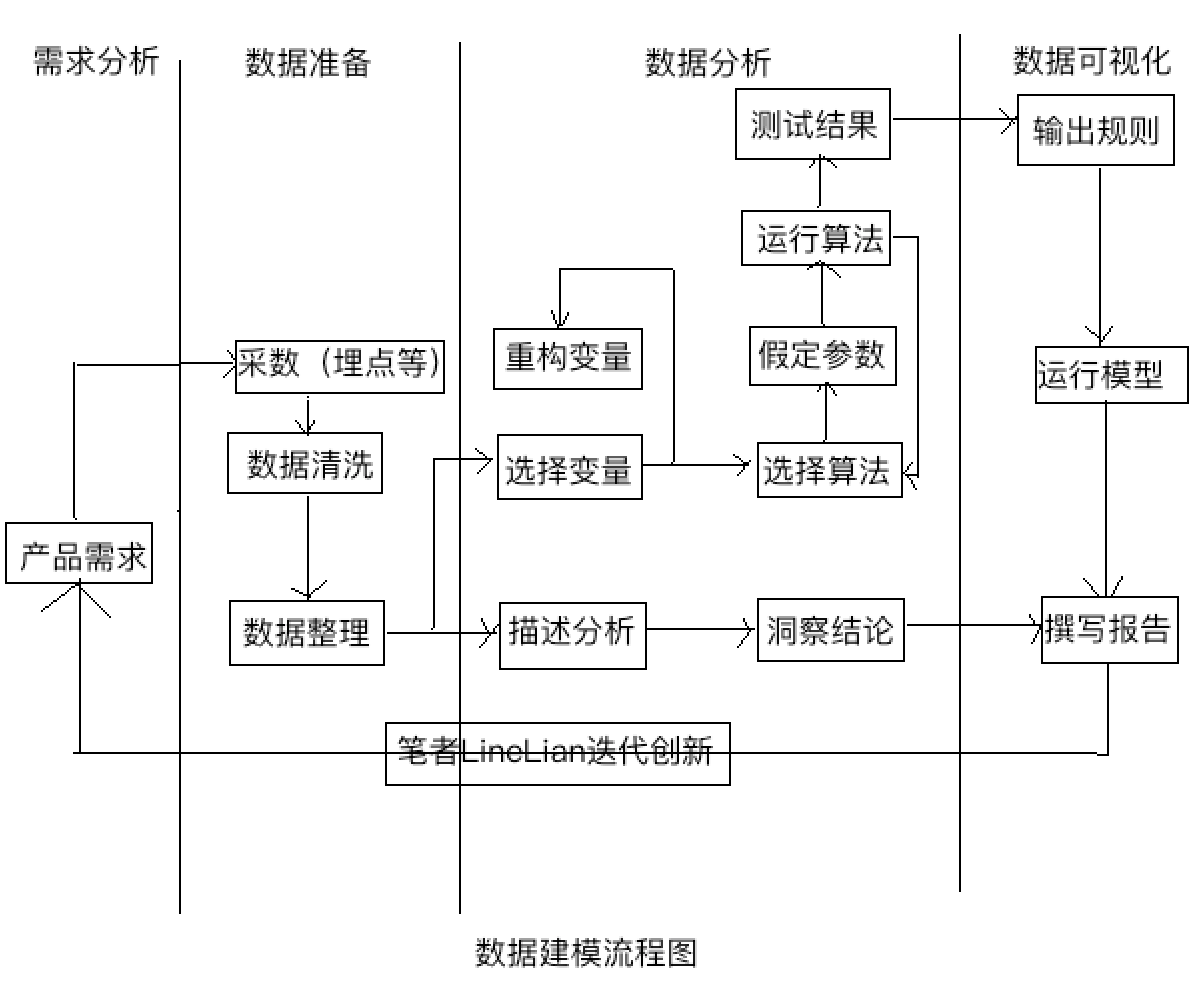 需求分析
数据准备
数据分析
数据可视化
测试结果
输出规则
运行算法
采数（埋点等）
重构变量
假定参数
运行模型
数据清洗
选择变量
选择算法
产品需求
数据整理
描述分析
洞察结论
撰写报告
笔者LineLian迭代创新
数据建模流程图